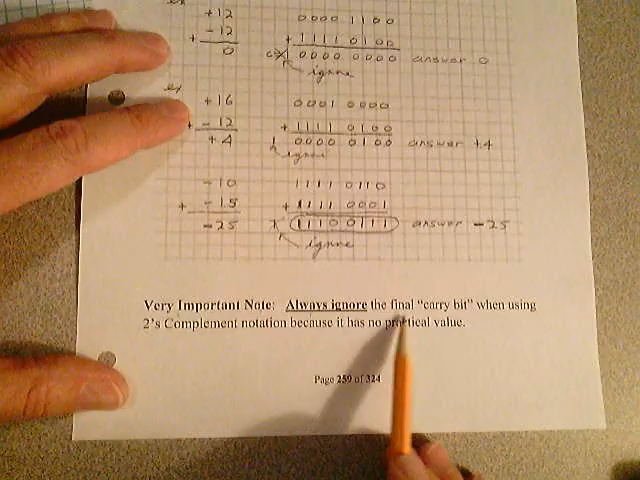 ex
+12 0000 1100
+ -12 + 1111 0100
0 0000 0000 answer 0
ignore
ex
+16 0001 0000
+ -12 + 1111 0100
+4 1 0000 0100 answer +4
ignore
-10 1111 0110
+ -15 + 1111 0001
-25 11100111 answer -25
ignore
Very Important Note: Always ignore the final "carry bit" when using
2's Complement notation because it has no practical value.
Page 259 of 324